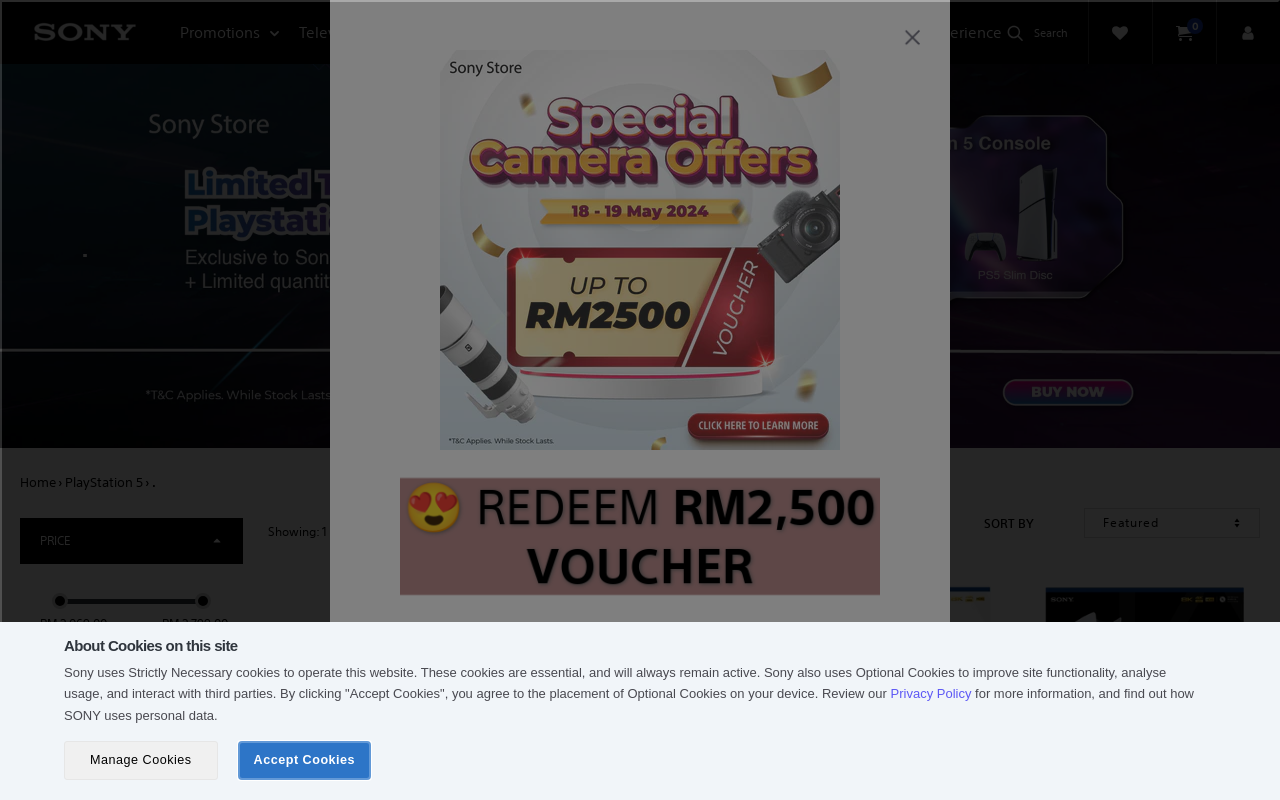 SONY
Promotions
Search
0
Sony Store
Special
Camera Offers
18 - 19 May 2024
UP TO
RM2500
VOUCHER
CLICK HERE TO LEARN MORE
*T&C Applies. While Stock Lasts.
REDEEM RM2,500
VOUCHER
Sony Store
Limited
Playstati
Exclusive to Son
+ Limited quantit
*T&C Applies. While Stock Lasts
5 Console
PS5 Slim Disc
BUY NOW
Home › PlayStation 5 › .
PRICE
Showing: 1
SORT BY
Featured
SONY
About Cookies on this site
Sony uses Strictly Necessary cookies to operate this website. These cookies are essential, and will always remain active. Sony also uses Optional Cookies to improve site functionality, analyse
usage, and interact with third parties. By clicking "Accept Cookies", you agree to the placement of Optional Cookies on your device. Review our Privacy Policy for more information, and find out how
SONY uses personal data.
Manage Cookies
Accept Cookies